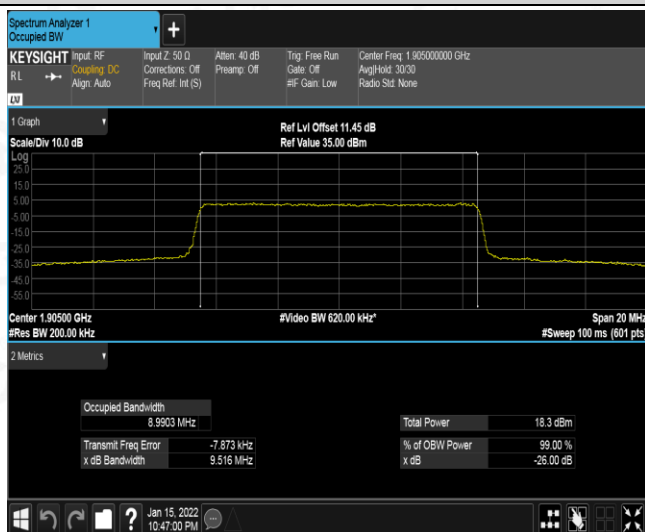 Spectrum Analyzer 1
Occupied BW
+
KEYSIGHT Input: RF Input Z: 50 Ω Atten: 40 dB Trig: Free Run Center Freq: 1.905000000 GHz
RL Coupling: DC Corrections: Off Preamp: Off Gate: Off Avg|Hold: 30/30
Align: Auto Freq Ref: Int (S) #IF Gain: Low Radio Std: None
LXI
1 Graph
Scale/Div 10.0 dB
Ref Lvl Offset 11.45 dB
Ref Value 35.00 dBm
Log
25.0
15.0
5.00
-5.00
-15.0
-25.0
-35.0
-45.0
-55.0
Center 1.90500 GHz #Video BW 620.00 kHz* Span 20 MHz
#Res BW 200.00 kHz #Sweep 100 ms (601 pts)
2 Metrics
Occupied Bandwidth
8.9903 MHz
Total Power 18.3 dBm
Transmit Freq Error -7.873 kHz % of OBW Power 99.00 %
x dB Bandwidth 9.516 MHz x dB -26.00 dB
?
Jan 15, 2022
10:47:00 PM